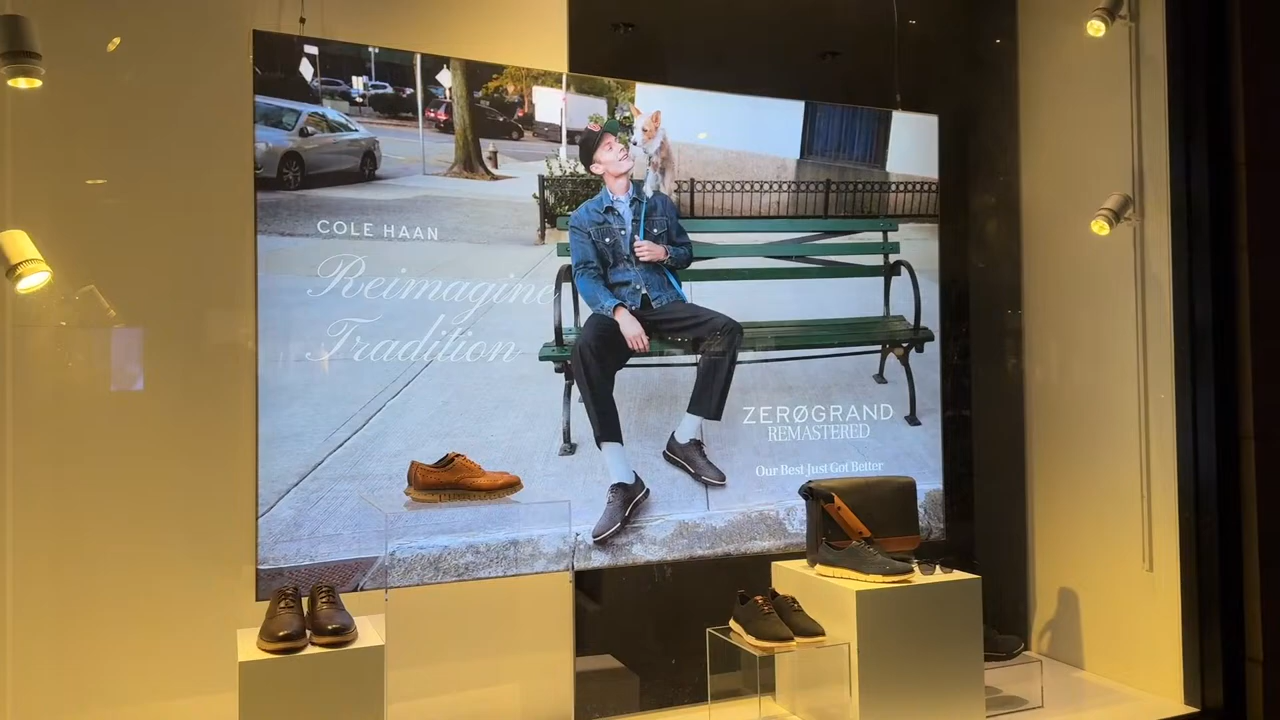 COLE HAAN
Reimagine
Tradition
ZERØGRAND
REMASTERED
Our Best Just Got Better